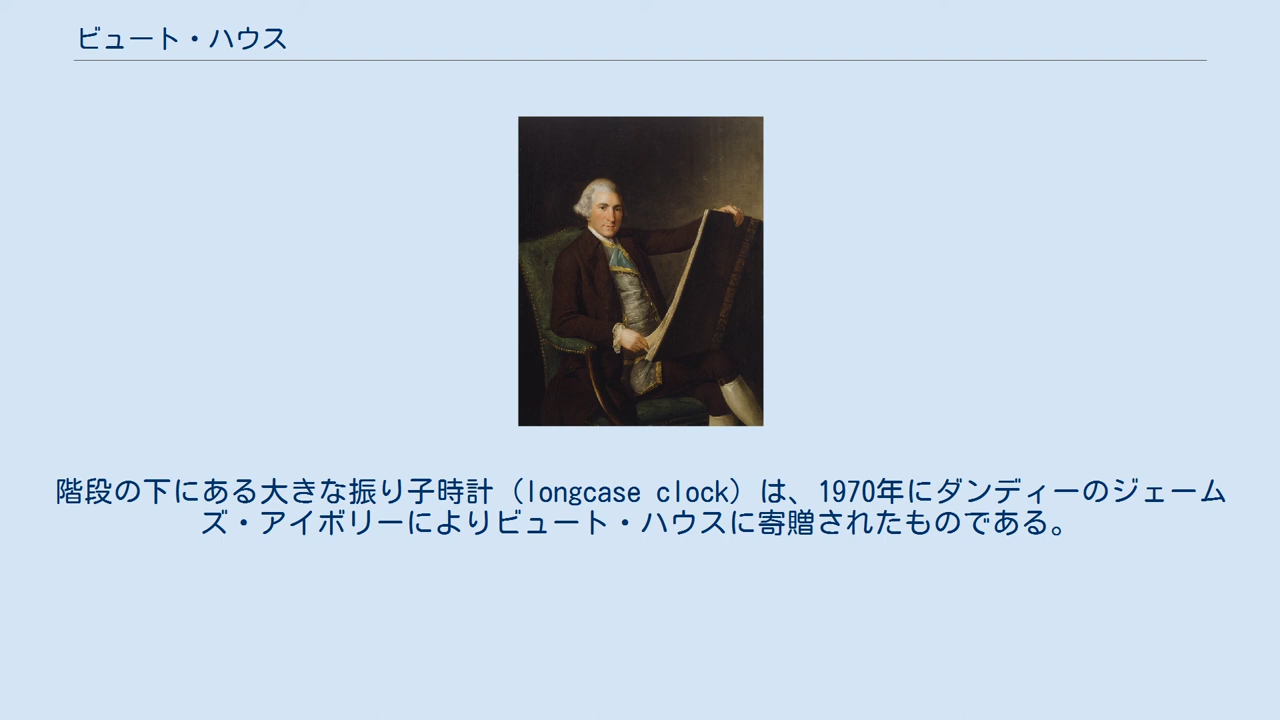 ビュート・ハウス
階段の下にある大きな振り子時計（longcase clock）は、1970年にダンディーのジェーム
ズ・アイボリーによりビュート・ハウスに寄贈されたものである。